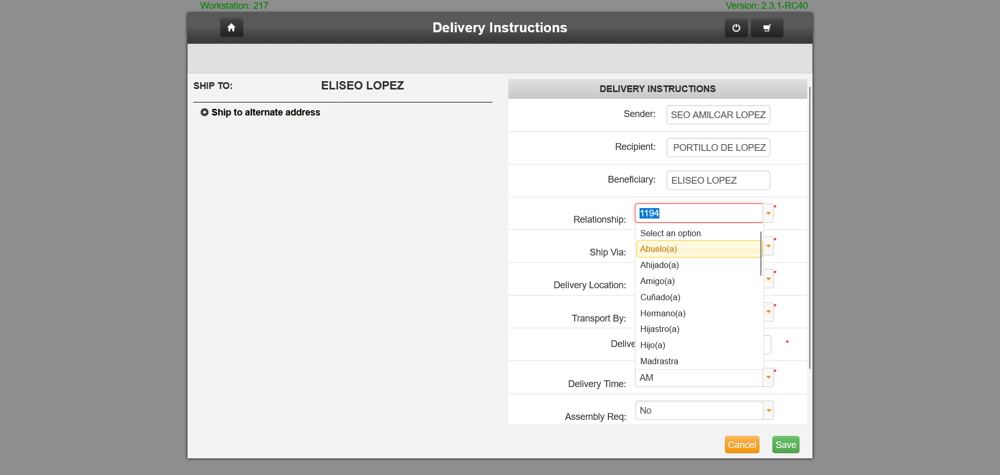 Workstation: 217
Version: 2.3.1-RC40
Delivery Instructions
SHIP TO:
ELISEO LOPEZ
Ship to alternate address
DELIVERY INSTRUCTIONS
Sender:
SEO AMILCAR LOPEZ
Recipient:
PORTILLO DE LOPEZ
Beneficiary:
ELISEO LOPEZ
Relationship:
1194
*
Select an option
Abuelo(a)
Ahijado(a)
Amigo(a)
Cuñado(a)
Hermano(a)
Hijastro(a)
Hijo(a)
Madrastra
Ship Via:
*
Delivery Location:
*
Transport By:
*
Delive
*
Delivery Time:
AM
*
Assembly Req:
No
Cancel
Save